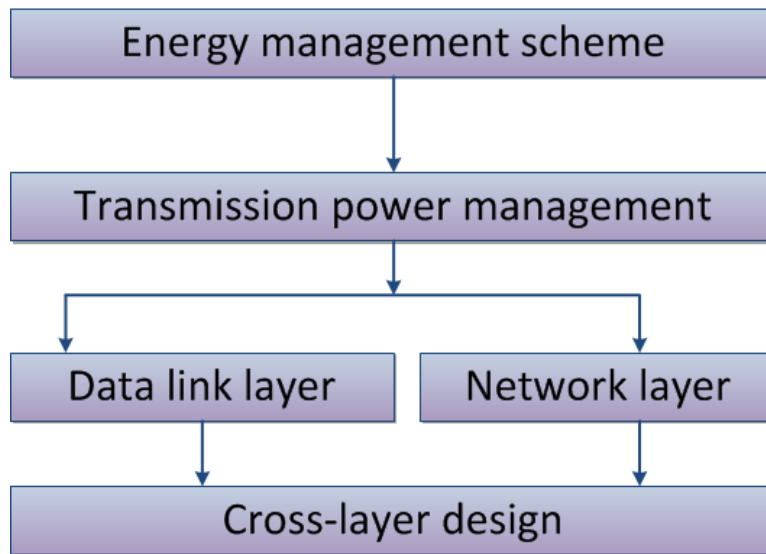 Energy management scheme
Transmission power management
Data link layer
Network layer
Cross-layer design